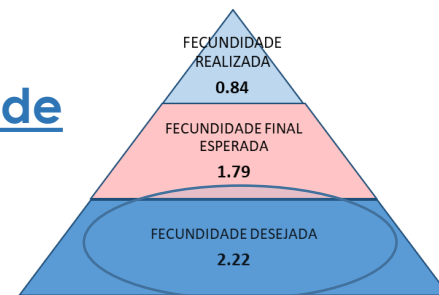 de
FECUNDIDADE
REALIZADA
0.84
FECUNDIDADE FINAL
ESPERADA
1.79
FECUNDIDADE DESEJADA
2.22